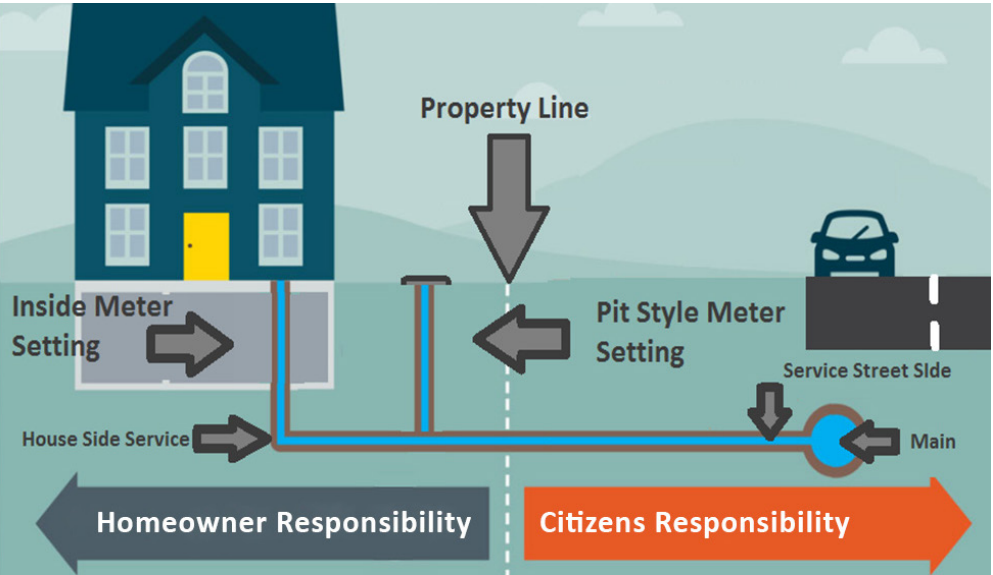 Property Line
Inside Meter
Setting
Pit Style Meter
Setting
Service Street SIde
House Side Service
Main
Homeowner Responsibility
Citizens Responsibility